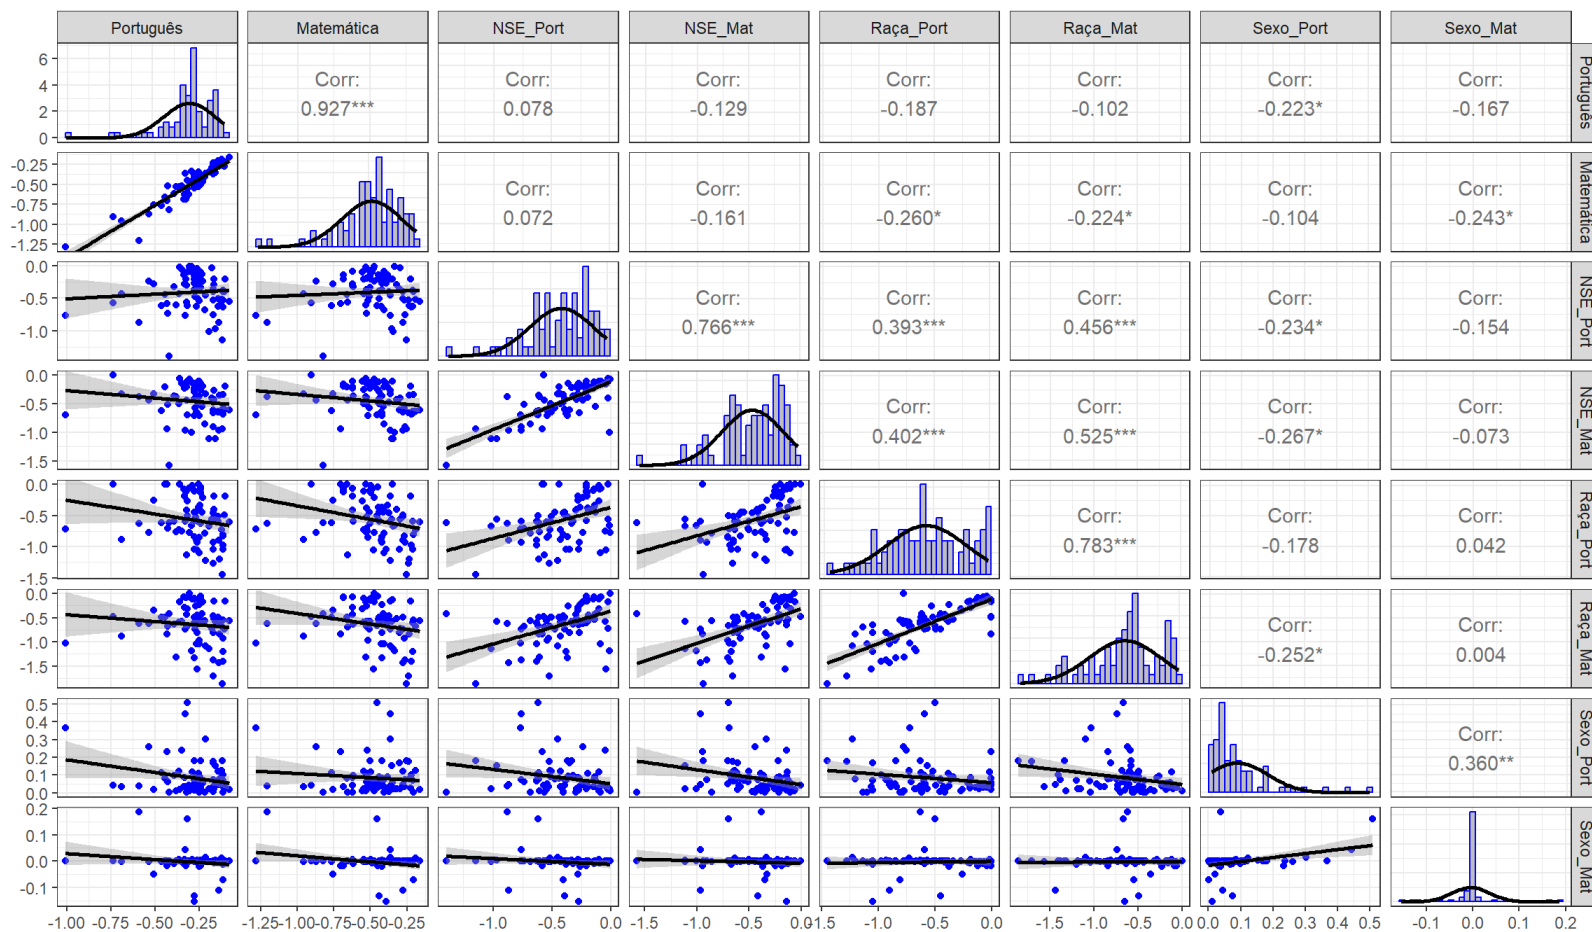 Português Matemática NSE_Port NSE_Mat Raça_Port Raça_Mat Sexo_Port Sexo_Mat
6 4 2 0 Corr: 0.927*** Corr: 0.078 Corr: -0.129 Corr: -0.187 Corr: -0.102 Corr: -0.223* Corr: -0.167 Português
-0.25 -0.50 -0.75 -1.00 -1.25 Corr: 0.072 Corr: -0.161 Corr: -0.260* Corr: -0.224* Corr: -0.104 Corr: -0.243* Matemática
0.0 -0.5 -1.0 Corr: 0.766*** Corr: 0.393*** Corr: 0.456*** Corr: -0.234* Corr: -0.154 NSE_Port
0.0 -0.5 -1.0 -1.5 Corr: 0.402*** Corr: 0.525*** Corr: -0.267* Corr: -0.073 NSE_Mat
0.0 -0.5 -1.0 -1.5 Corr: 0.783*** Corr: -0.178 Corr: 0.042 Raça_Port
0.0 -0.5 -1.0 -1.5 Corr: -0.252* Corr: 0.004 Raça_Mat
0.5 0.4 0.3 0.2 0.1 0.0 Corr: 0.360** Sexo_Port
0.2 0.1 0.0 -0.1 Sexo_Mat
-1.00 -0.75 -0.50 -0.25 -1.25 -1.00 -0.75 -0.50 -0.25 -1.0 -0.5 0.0 -1.5 -1.0 -0.5 0.0 -1.5 -1.0 -0.5 0.0 -1.5 -1.0 -0.5 0.0 0.0 0.1 0.2 0.3 0.4 0.5 -0.1 0.0 0.1 0.2